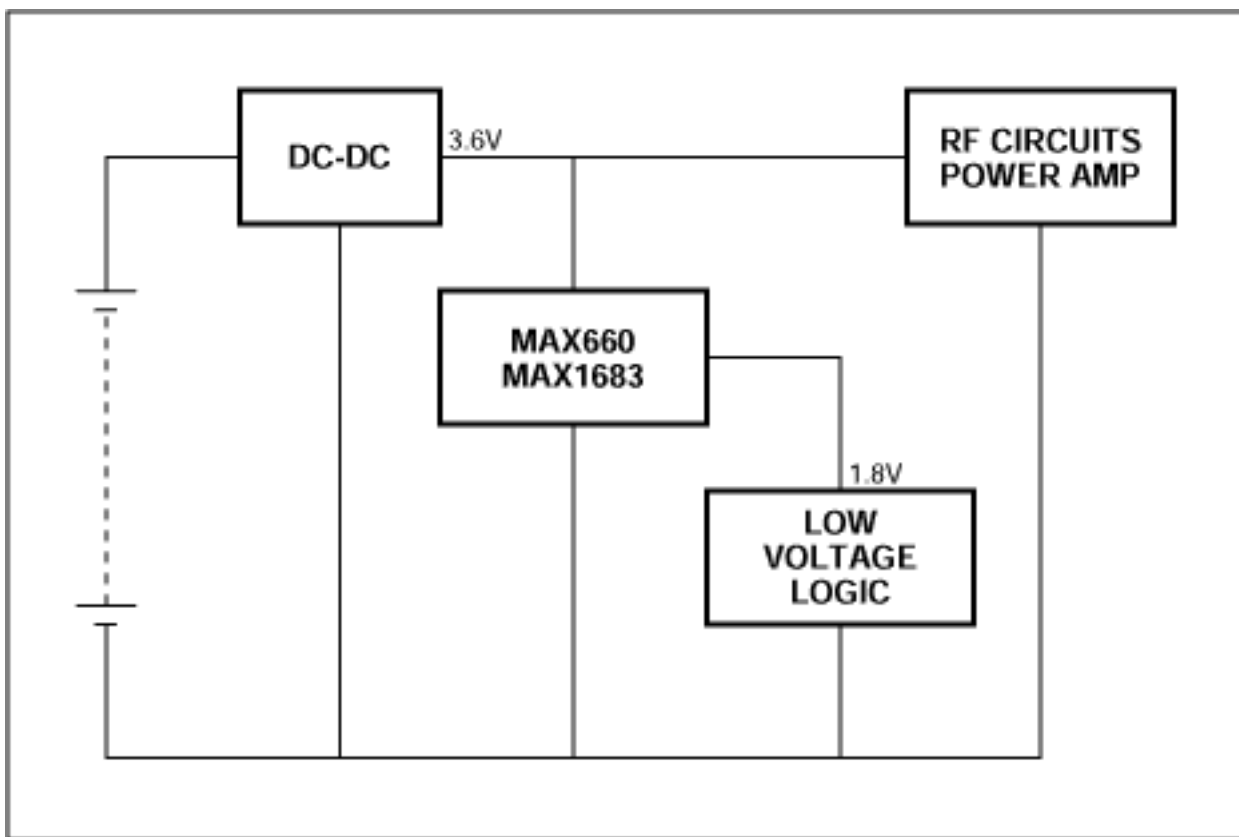 DC-DC
3.6V
RF CIRCUITS
POWER AMP
MAX660
MAX1683
1.8V
LOW
VOLTAGE
LOGIC